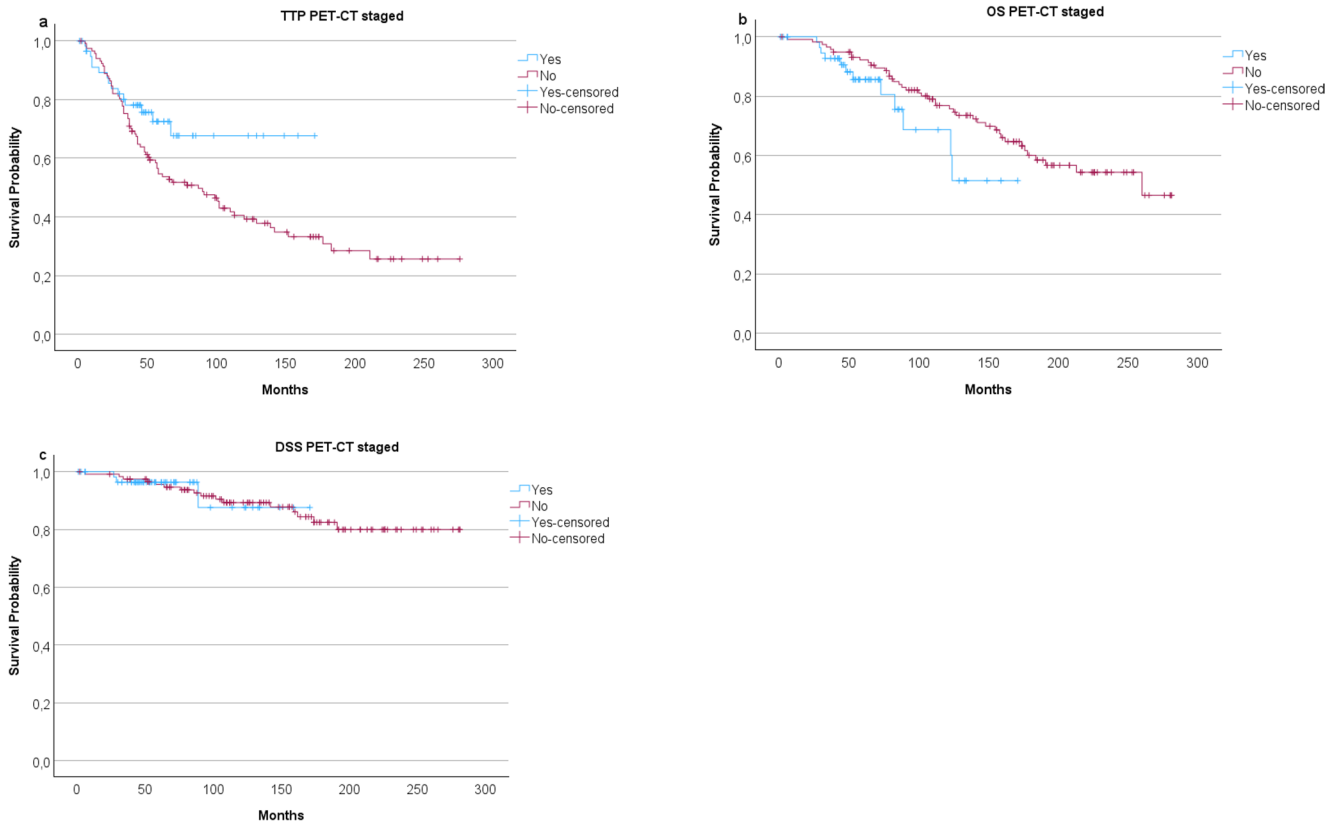 a
TTP PET-CT staged
1,0
0,8
0,6
0,4
0,2
0,0
Survival Probability
0 50 100 150 200 250 300
Months
Yes
No
Yes-censored
No-censored
b
OS PET-CT staged
1,0
0,8
0,6
0,4
0,2
0,0
Survival Probability
0 50 100 150 200 250 300
Months
Yes
No
Yes-censored
No-censored
c
DSS PET-CT staged
1,0
0,8
0,6
0,4
0,2
0,0
Survival Probability
0 50 100 150 200 250 300
Months
Yes
No
Yes-censored
No-censored